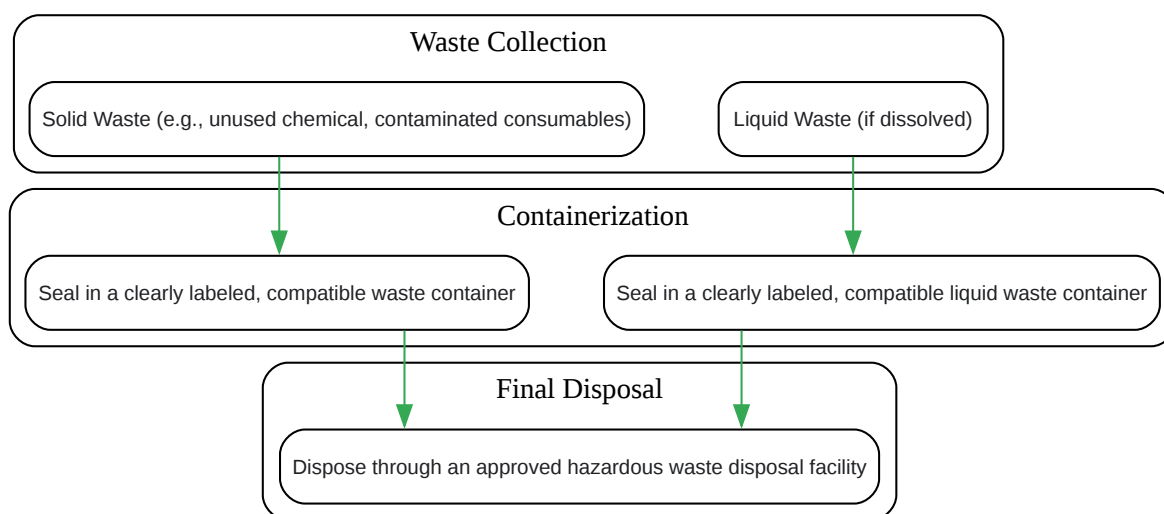 Waste Collection
Solid Waste (e.g., unused chemical, contaminated consumables)
Liquid Waste (if dissolved)
Containerization
Seal in a clearly labeled, compatible waste container
Seal in a clearly labeled, compatible liquid waste container
Final Disposal
Dispose through an approved hazardous waste disposal facility